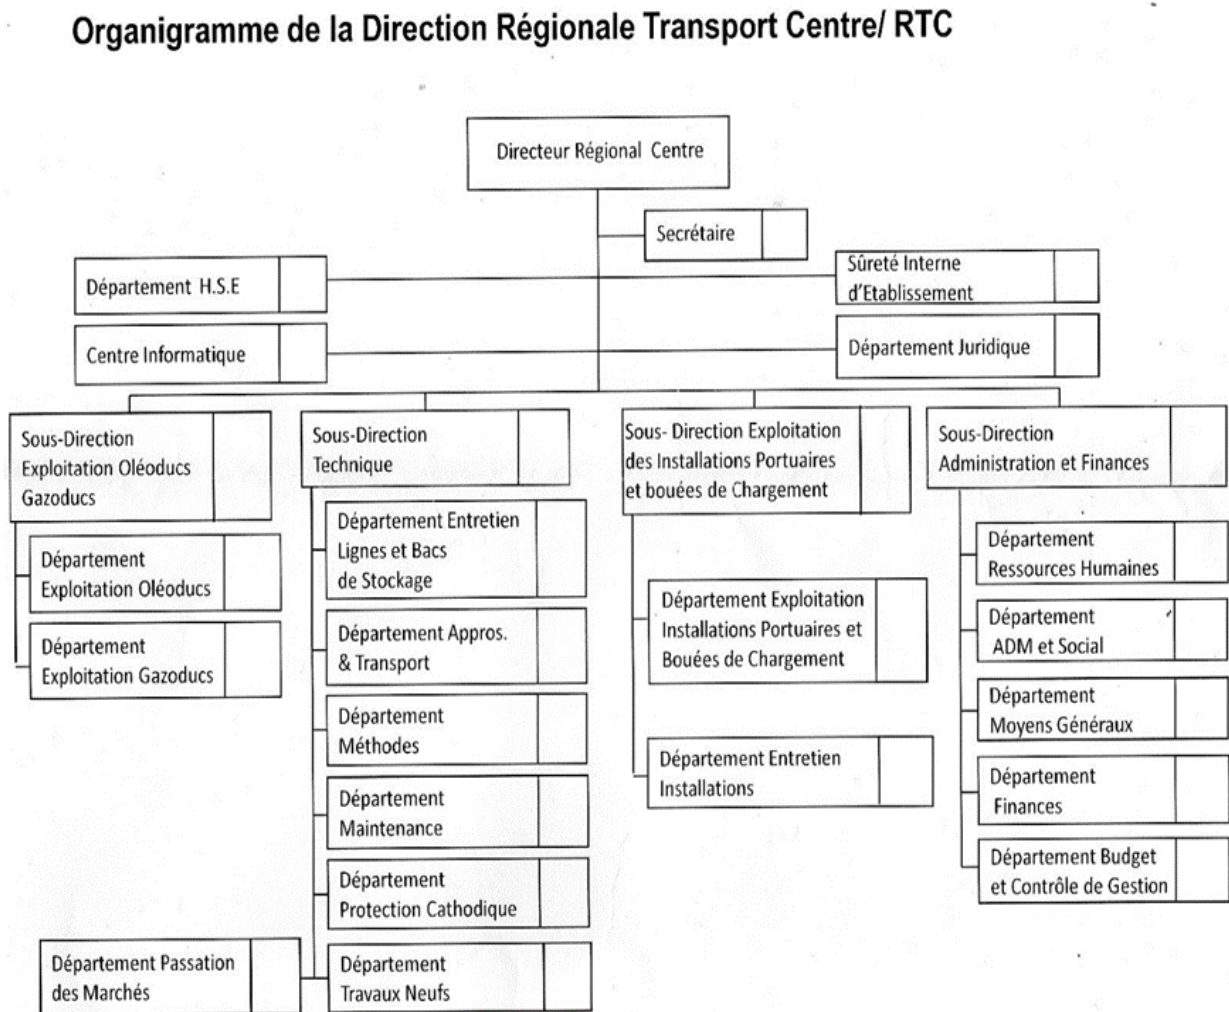 Organigramme de la Direction Régionale Transport Centre/ RTC
Directeur Régional Centre
Secrétaire
Département H.S.E
Sûreté Interne
d'Etablissement
Centre Informatique
Département Juridique
Sous-Direction
Exploitation Oléoducs
Gazoducs
Département
Exploitation Oléoducs
Département
Exploitation Gazoducs
Sous-Direction
Technique
Département Entretien
Lignes et Bacs
de Stockage
Département Appros.
& Transport
Département
Méthodes
Département
Maintenance
Département
Protection Cathodique
Département Passation
des Marchés
Département
Travaux Neufs
Sous- Direction Exploitation
des Installations Portuaires
et bouées de Chargement
Département Exploitation
Installations Portuaires et
Bouées de Chargement
Département Entretien
Installations
Sous-Direction
Administration et Finances
Département
Ressources Humaines
Département
ADM et Social
Département
Moyens Généraux
Département
Finances
Département Budget
et Contrôle de Gestion